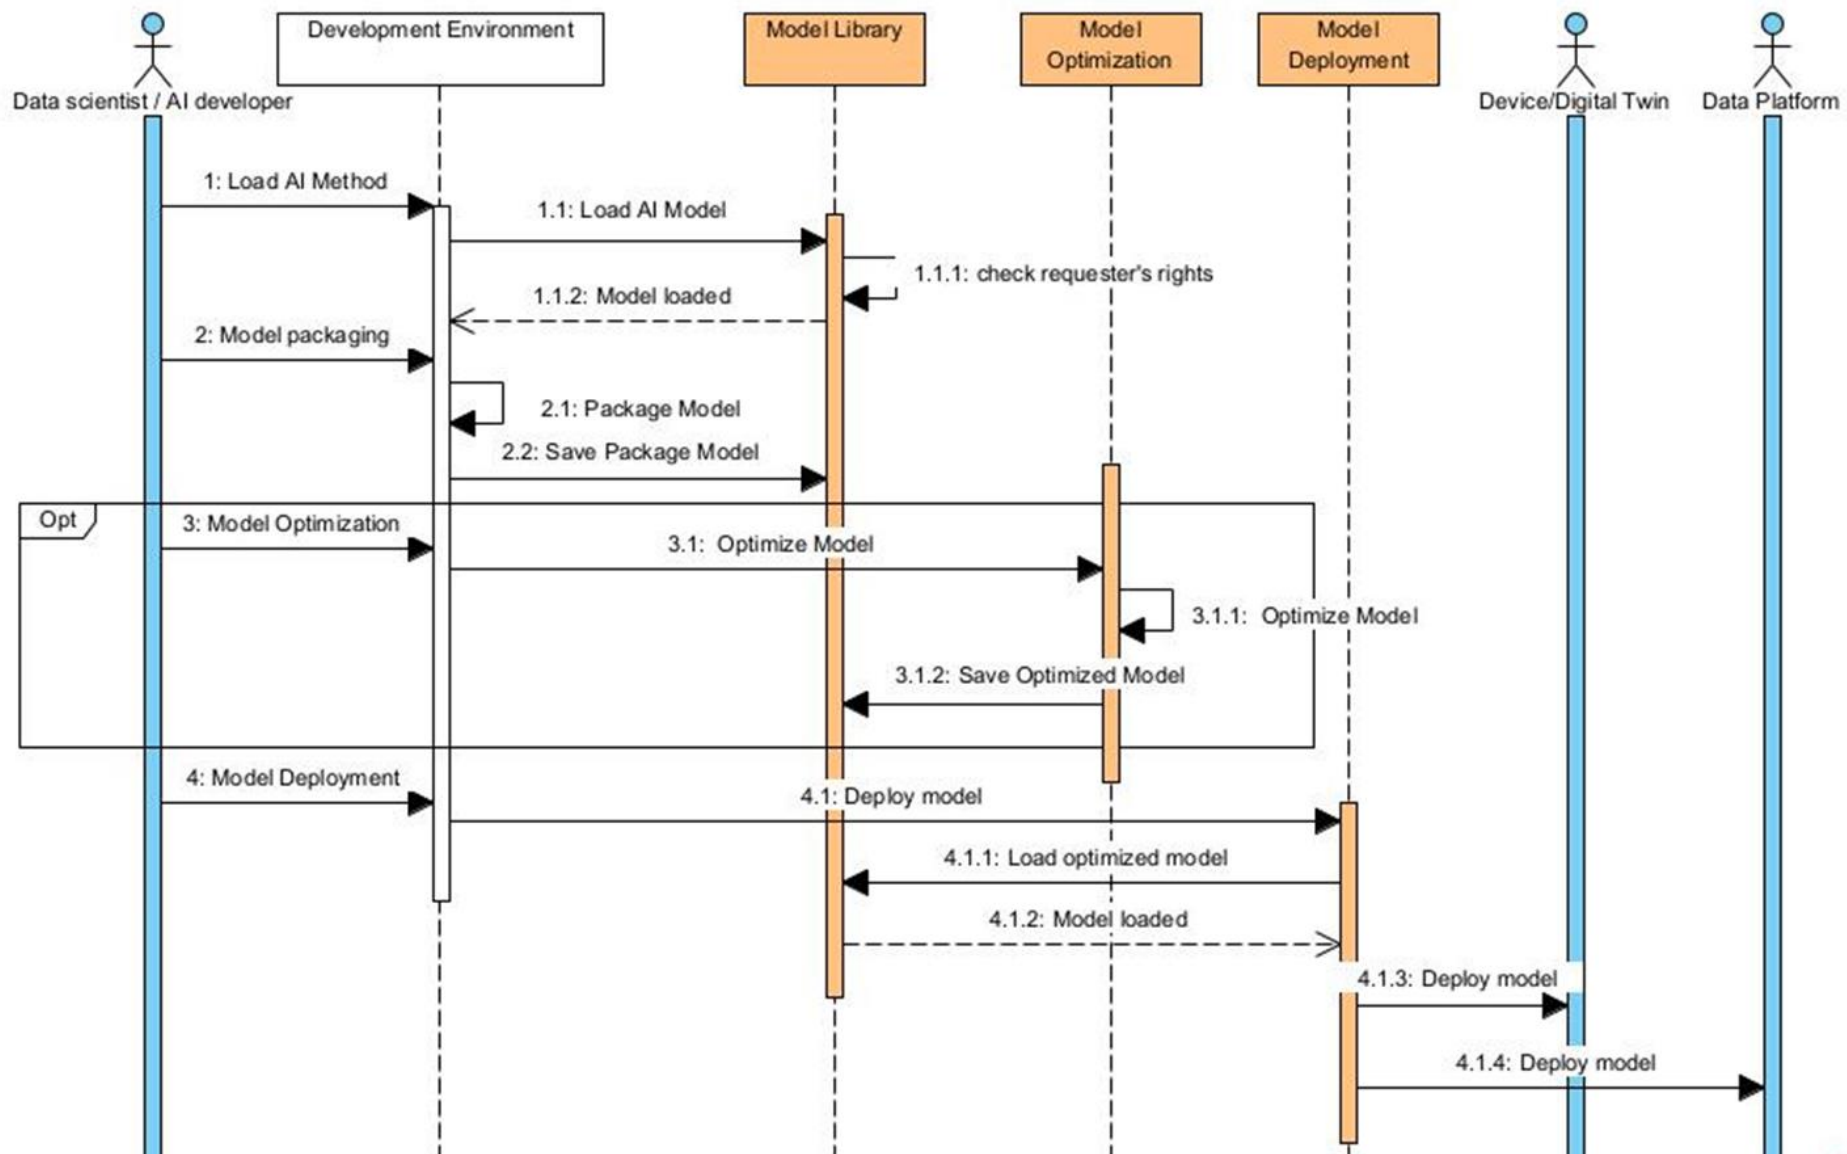 Development Environment
Model Library
Model
Optimization
Model
Deployment
Data scientist / AI developer
Device/Digital Twin
Data Platform
1: Load AI Method
1.1: Load AI Model
1.1.1: check requester's rights
1.1.2: Model loaded
2: Model packaging
2.1: Package Model
2.2: Save Package Model
Opt
3: Model Optimization
3.1: Optimize Model
3.1.1: Optimize Model
3.1.2: Save Optimized Model
4: Model Deployment
4.1: Deploy model
4.1.1: Load optimized model
4.1.2: Model loaded
4.1.3: Deploy model
4.1.4: Deploy model